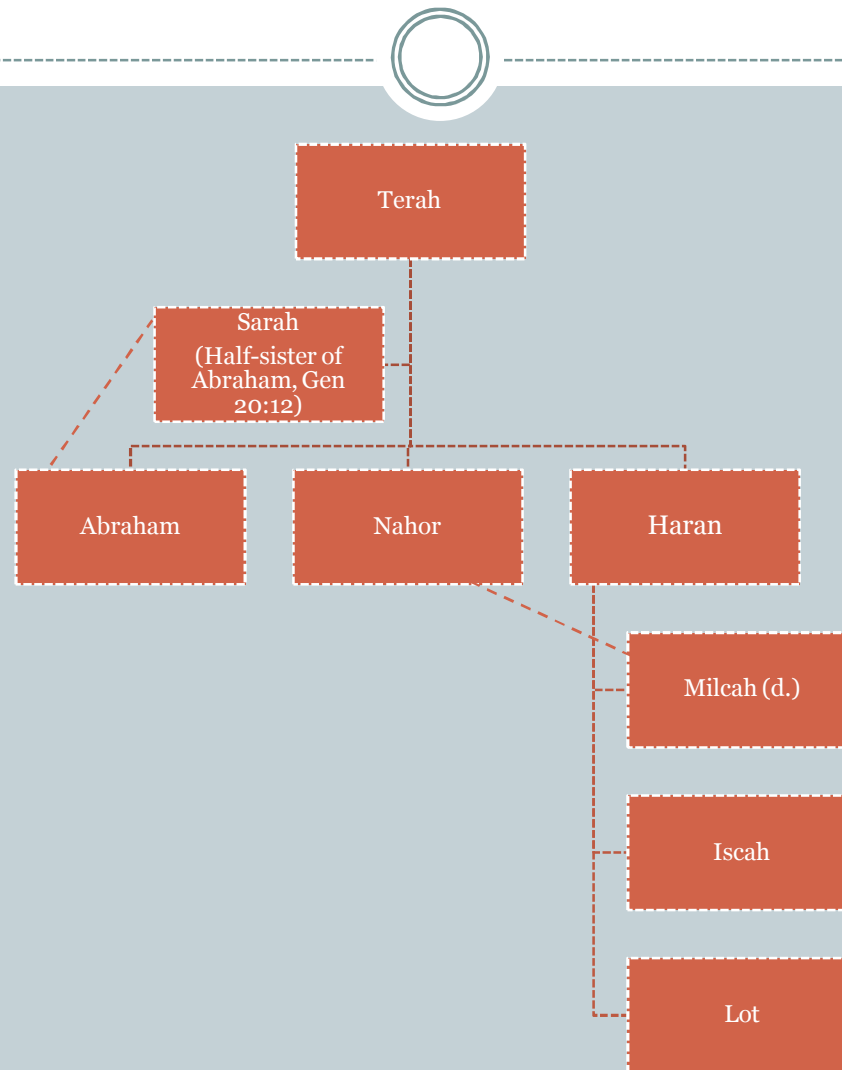 Terah
Sarah
(Half-sister of
Abraham, Gen
20:12)
Abraham
Nahor
Haran
Milcah (d.)
Iscah
Lot